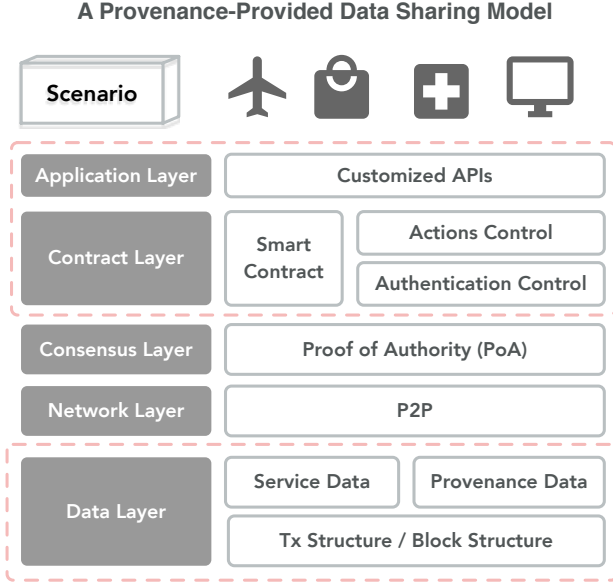 A Provenance-Provided Data Sharing Model
Scenario
Application Layer
Customized APIs
Contract Layer
Smart
Contract
Actions Control
Authentication Control
Consensus Layer
Proof of Authority (PoA)
Network Layer
P2P
Data Layer
Service Data
Provenance Data
Tx Structure / Block Structure